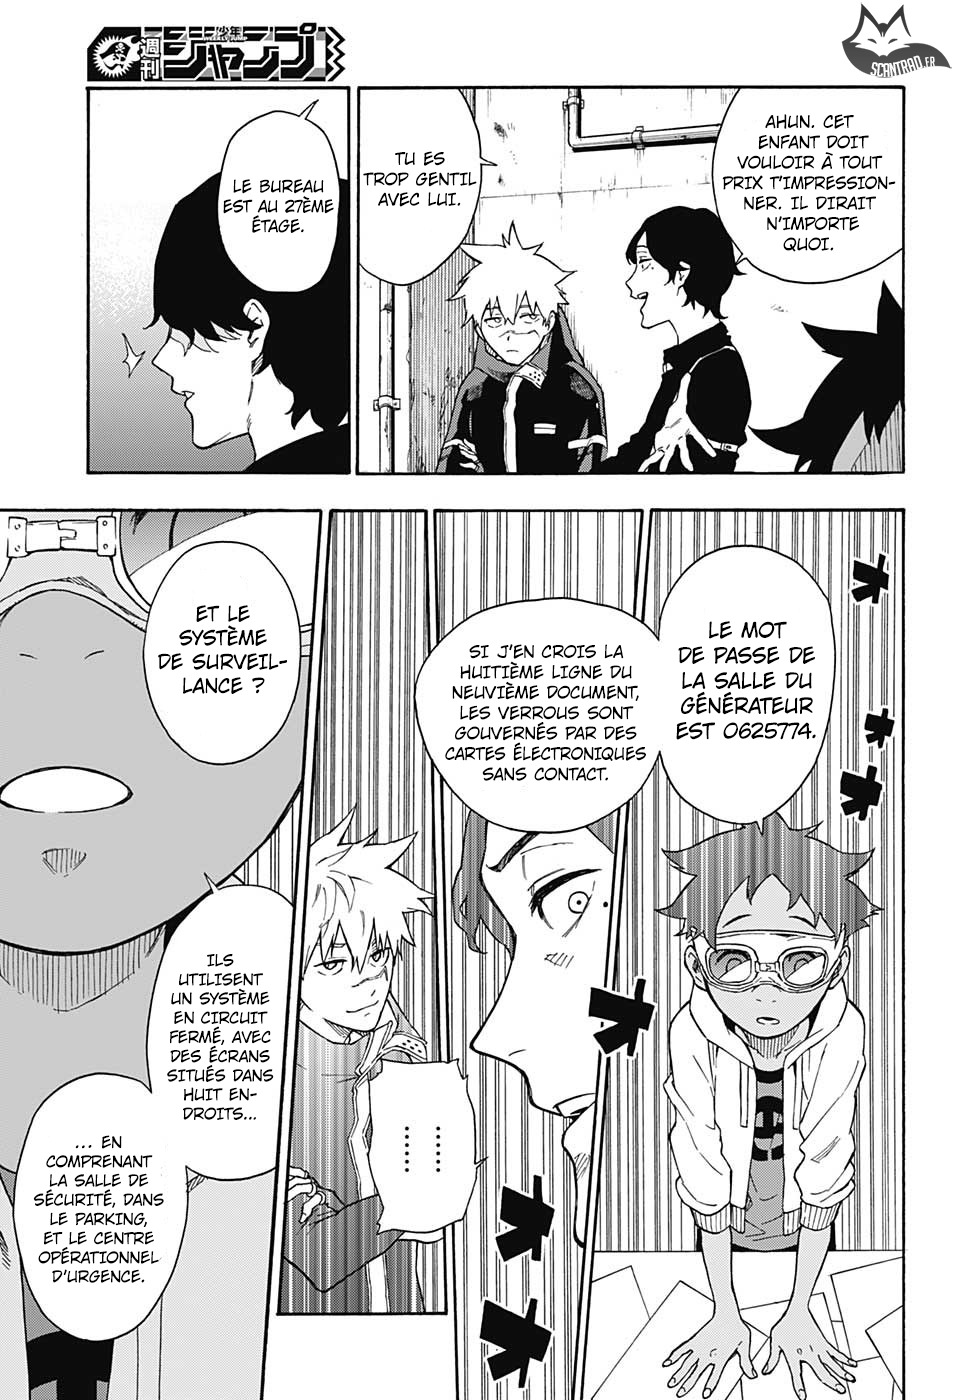 週刊
少年
ジャンプ
SCANTRAD.FR
AHUN. CET
ENFANT DOIT
VOULOIR À TOUT
PRIX T'IMPRESSION-
NER. IL DIRAIT
N'IMPORTE
QUOI.
TU ES
TROP GENTIL
AVEC LUI.
LE BUREAU
EST AU 27ÈME
ÉTAGE.
LE MOT
DE PASSE DE
LA SALLE DU
GÉNÉRATEUR
EST 0625774.
オ
オ
オ
SI J'EN CROIS LA
HUITIÈME LIGNE DU
NEUVIÈME DOCUMENT,
LES VERROUS SONT
GOUVERNÉS PAR DES
CARTES ÉLECTRONIQUES
SANS CONTACT.
オ
オ
オ
......
ET LE
SYSTÈME
DE SURVEIL-
LANCE ?
ILS
UTILISENT
UN SYSTÈME
EN CIRCUIT
FERMÉ, AVEC
DES ÉCRANS
SITUÉS DANS
HUIT EN-
DROITS...
... EN
COMPRENANT
LA SALLE DE
SÉCURITÉ, DANS
LE PARKING,
ET LE CENTRE
OPÉRATIONNEL
D'URGENCE.